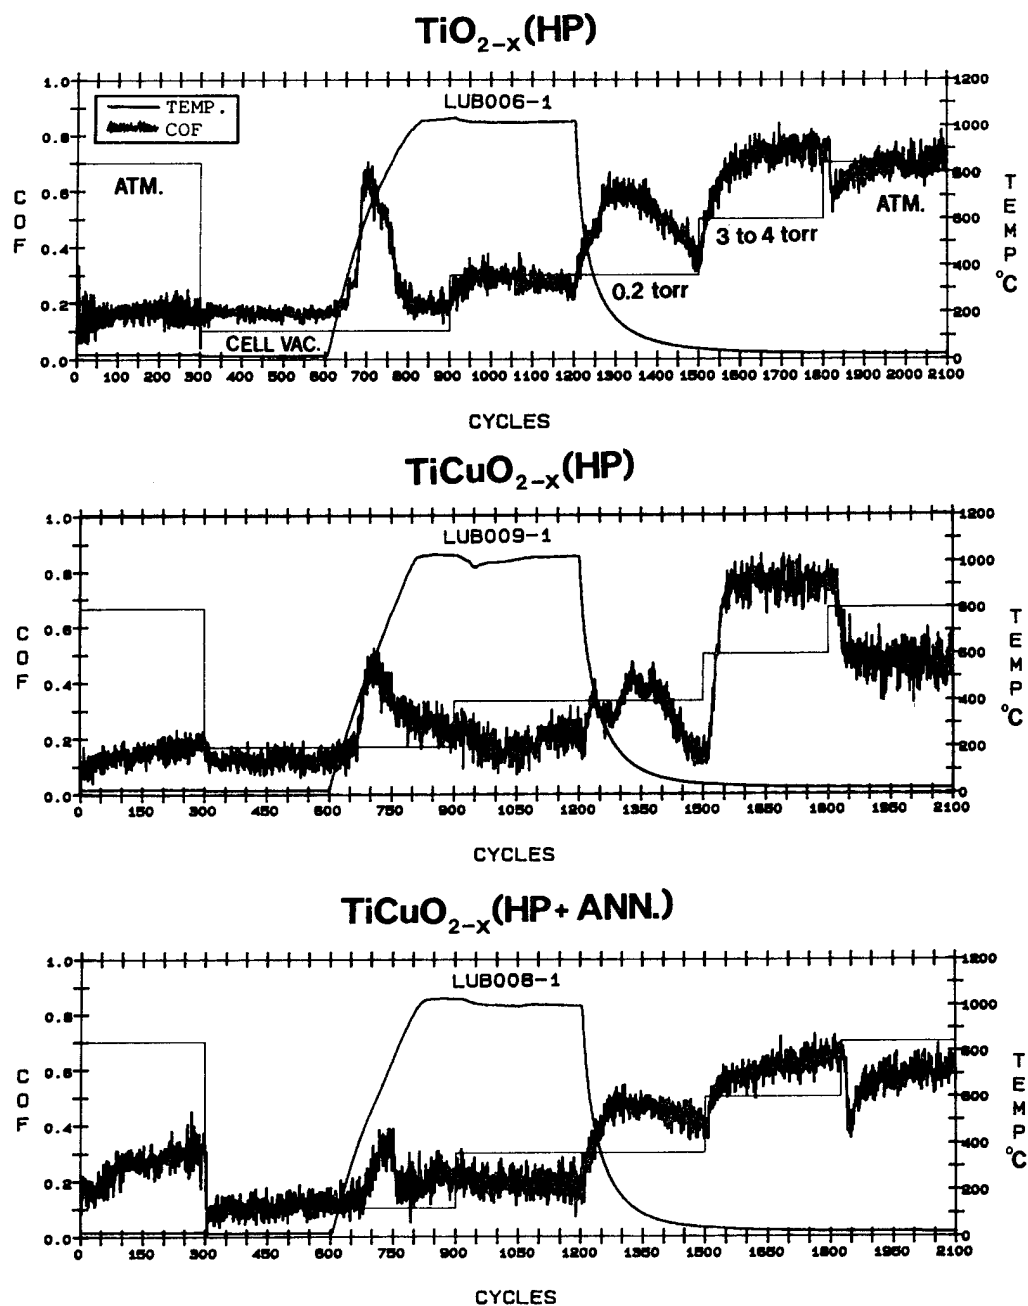 TiO2-x(HP)
LUB006-1
TEMP.
COF
1.0
0.8
0.6
0.4
0.2
0.0
COF
ATM.
CELL VAC.
0.2 torr
3 to 4 torr
ATM.
1200
1000
800
600
400
200
0
TEMP °C
0 100 200 300 400 500 600 700 800 900 1000 1100 1200 1300 1400 1500 1600 1700 1800 1900 2000 2100
CYCLES
TiCuO2-x(HP)
LUB009-1
1.0
0.8
0.6
0.4
0.2
0.0
COF
1200
1000
800
600
400
200
0
TEMP °C
0 150 300 450 600 750 900 1050 1200 1350 1500 1650 1800 1950 2100
CYCLES
TiCuO2-x(HP+ ANN.)
LUB008-1
1.0
0.8
0.6
0.4
0.2
0.0
COF
1200
1000
800
600
400
200
0
TEMP °C
0 150 300 450 600 750 900 1050 1200 1350 1500 1650 1800 1950 2100
CYCLES